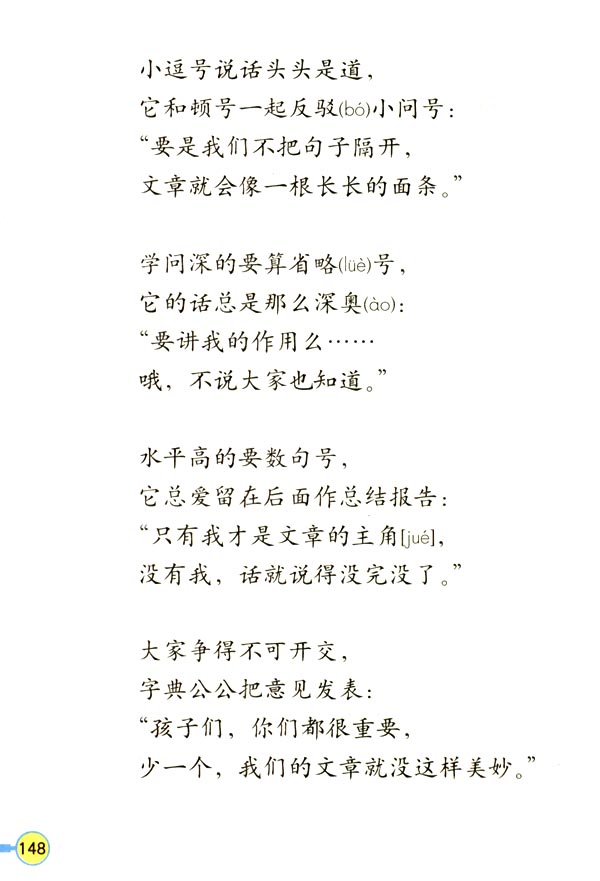 小逗号说话头头是道，
它和顿号一起反驳(bó)小问号：
“要是我们不把句子隔开，
文章就会像一根长长的面条。”
学问深的要算省略(lüè)号，
它的话总是那么深奥(ào)：
“要讲我的作用么……
哦，不说大家也知道。”
水平高的要数句号，
它总爱留在后面作总结报告：
“只有我才是文章的主角[jué]，
没有我，话就说得没完没了。”
大家争得不可开交，
字典公公把意见发表：
“孩子们，你们都很重要，
少一个，我们的文章就没这样美妙。”
148